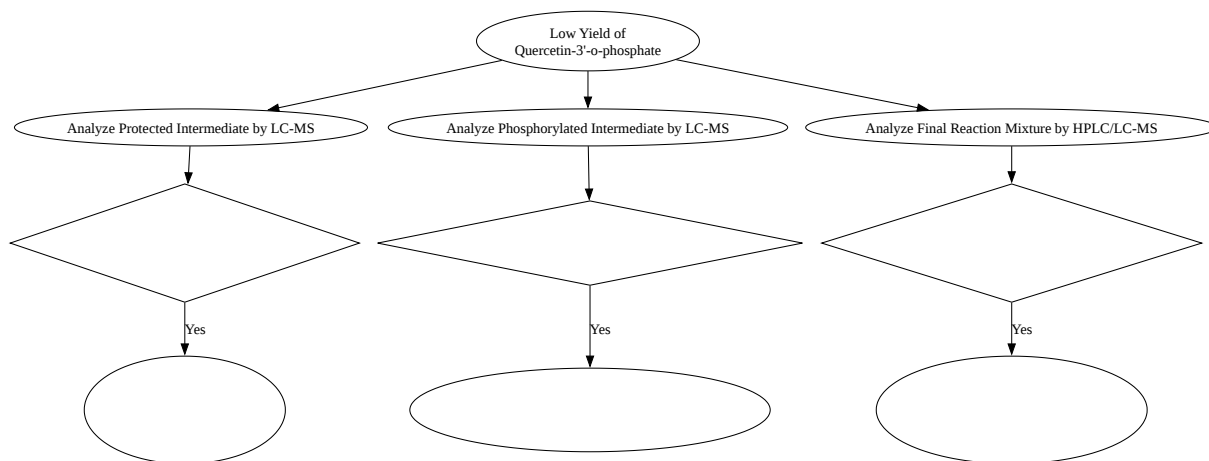 Low Yield of
Quercetin-3'-o-phosphate
Analyze Protected Intermediate by LC-MS
Analyze Phosphorylated Intermediate by LC-MS
Analyze Final Reaction Mixture by HPLC/LC-MS
Yes
Yes
Yes